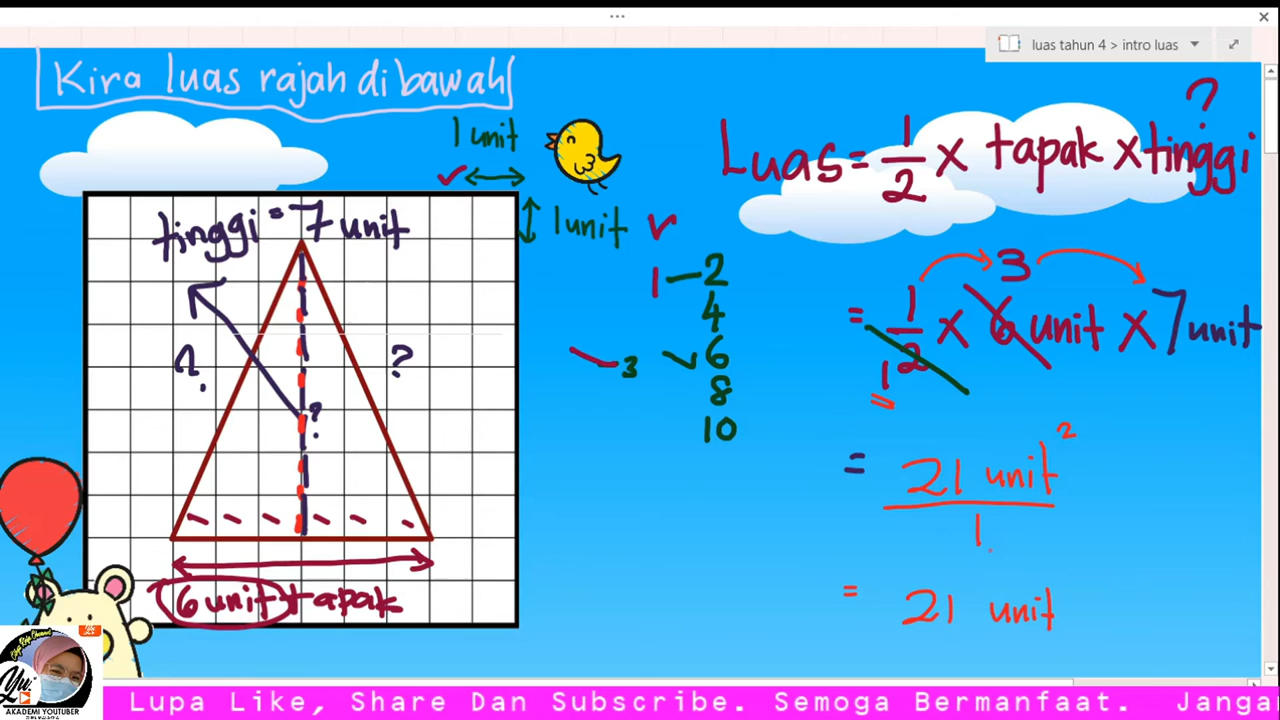 luas tahun 4 > intro luas
Kira luas rajah di bawah
1 unit
1 unit
tinggi = 7 unit
?
?
?
6 unit tapak
1 2
4
3 6
8
10
?
Luas = 1/2 x tapak x tinggi
3
= 1/2 x 6 unit x 7 unit
1
= 21 unit²
1
= 21 unit
AKADEMI YOUTUBER
Lupa Like, Share Dan Subscribe. Semoga Bermanfaat. Janga